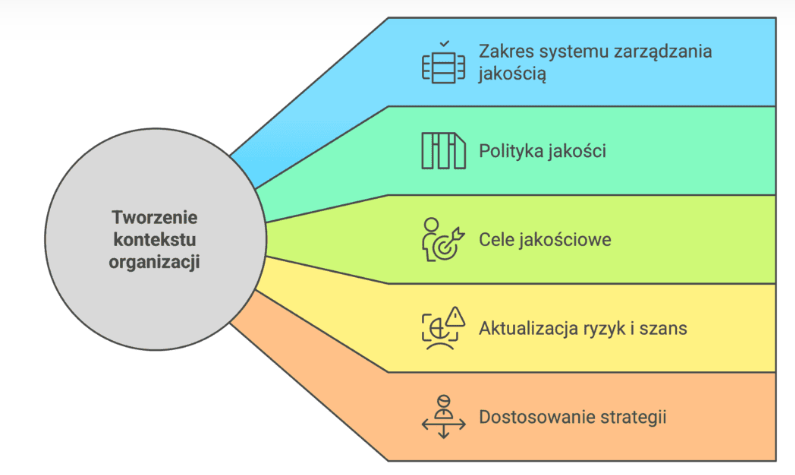 Tworzenie
kontekstu
organizacji
Zakres systemu zarządzania
jakością
Polityka jakości
Cele jakościowe
Aktualizacja ryzyk i szans
Dostosowanie strategii